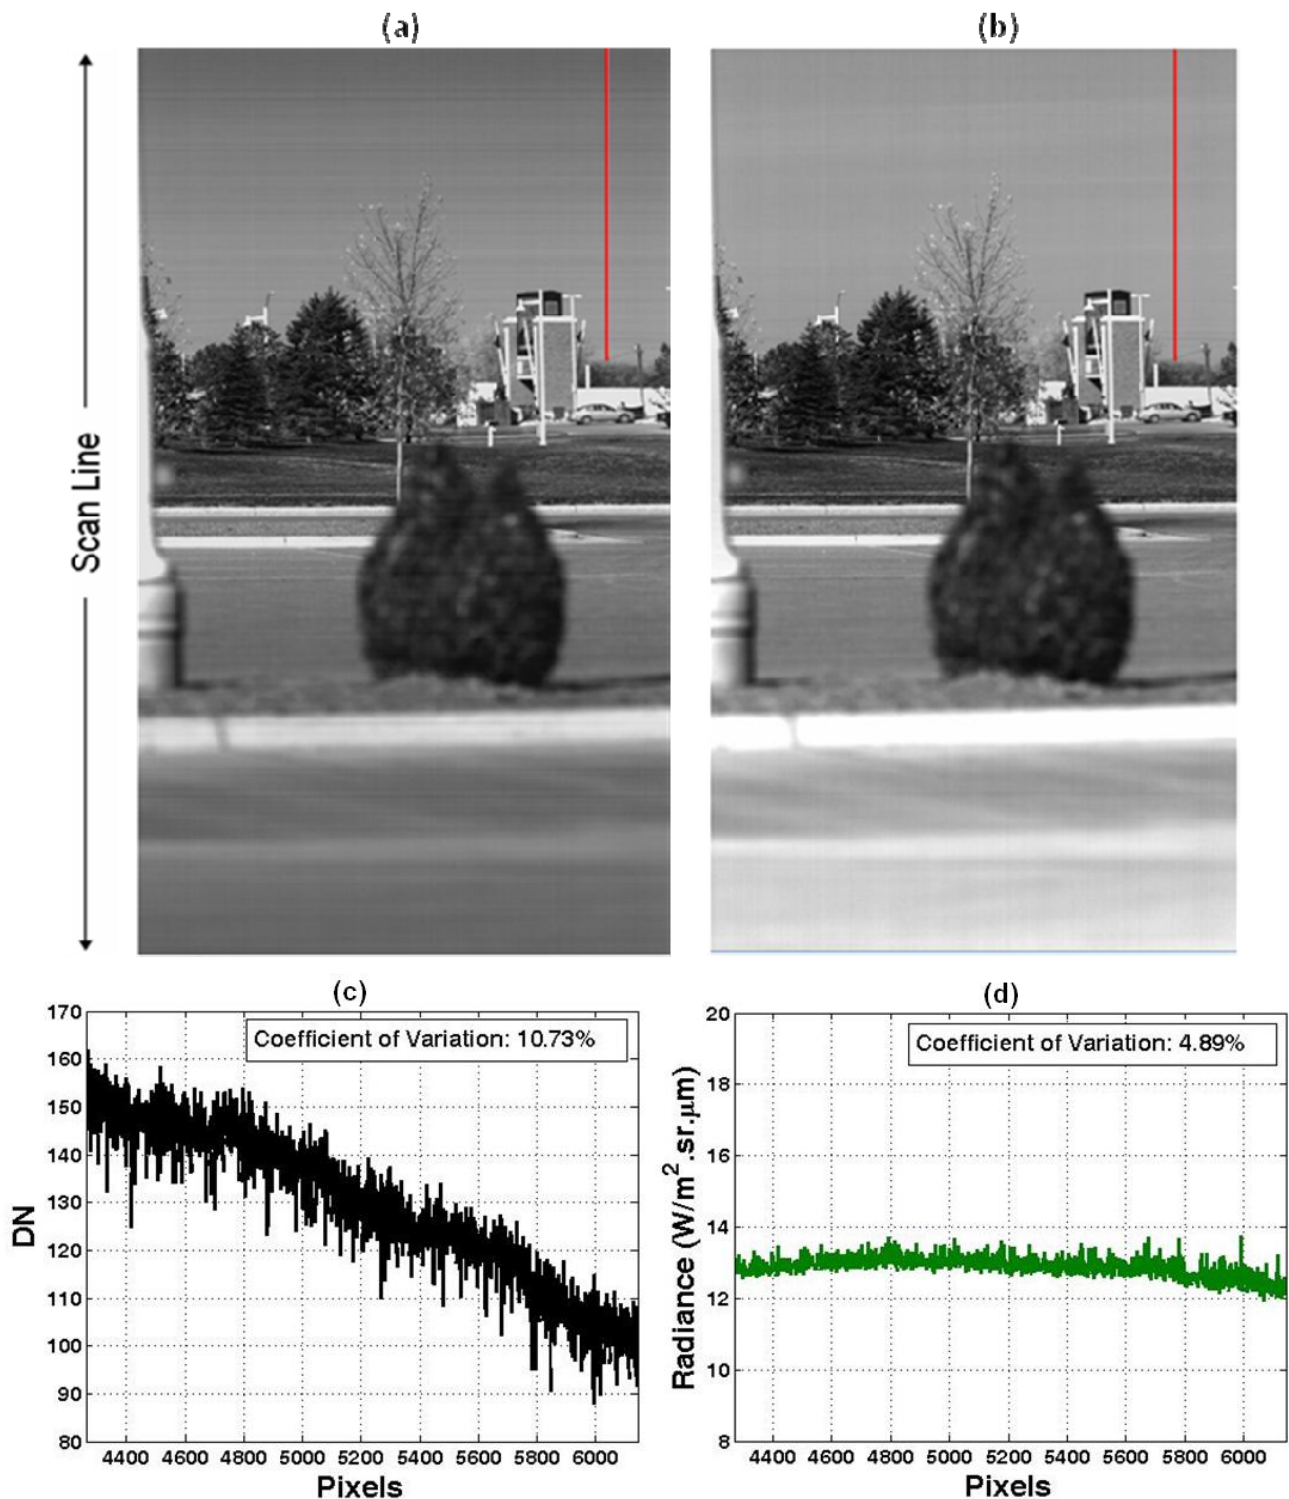 (a)
(b)
Scan Line
(c)
170
160
150
140
130
120
110
100
90
80
DN
Coefficient of Variation: 10.73%
4400 4600 4800 5000 5200 5400 5600 5800 6000
Pixels
(d)
20
18
16
14
12
10
8
Radiance (W/m².sr.μm)
Coefficient of Variation: 4.89%
4400 4600 4800 5000 5200 5400 5600 5800 6000
Pixels